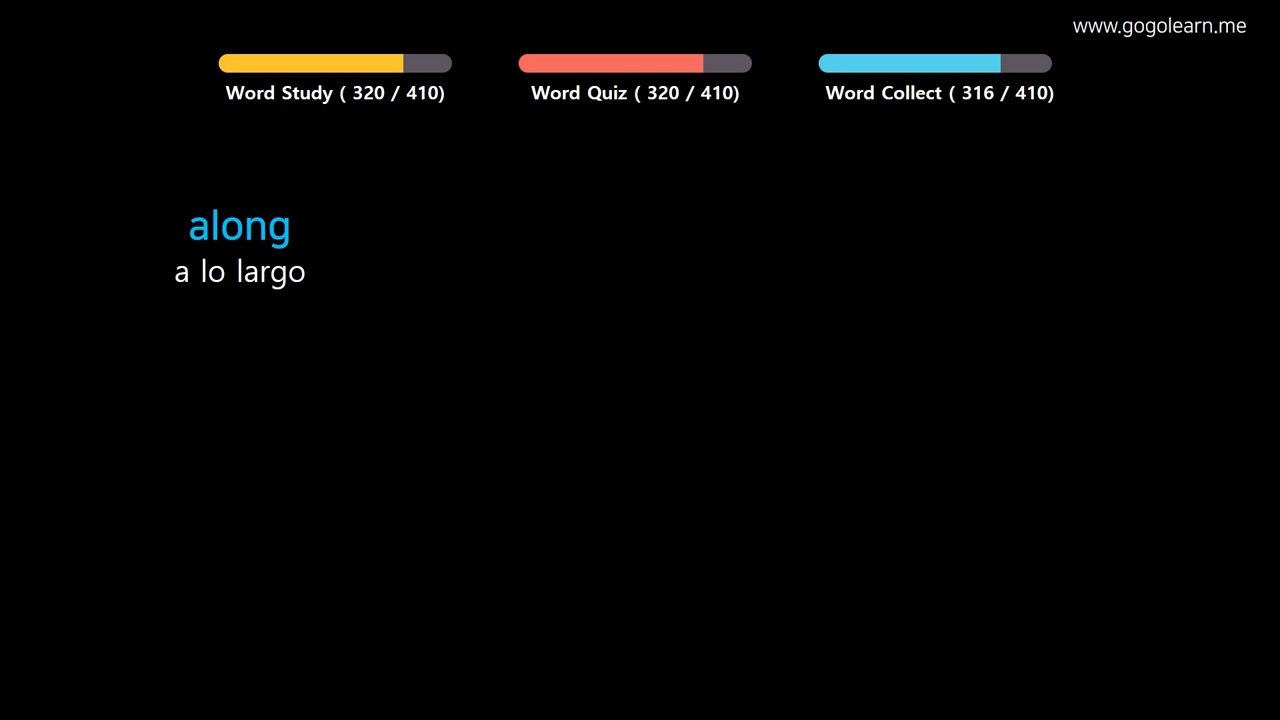 www.gogolearn.me
Word Study ( 320 / 410)
Word Quiz ( 320 / 410)
Word Collect ( 316 / 410)
along
a lo largo